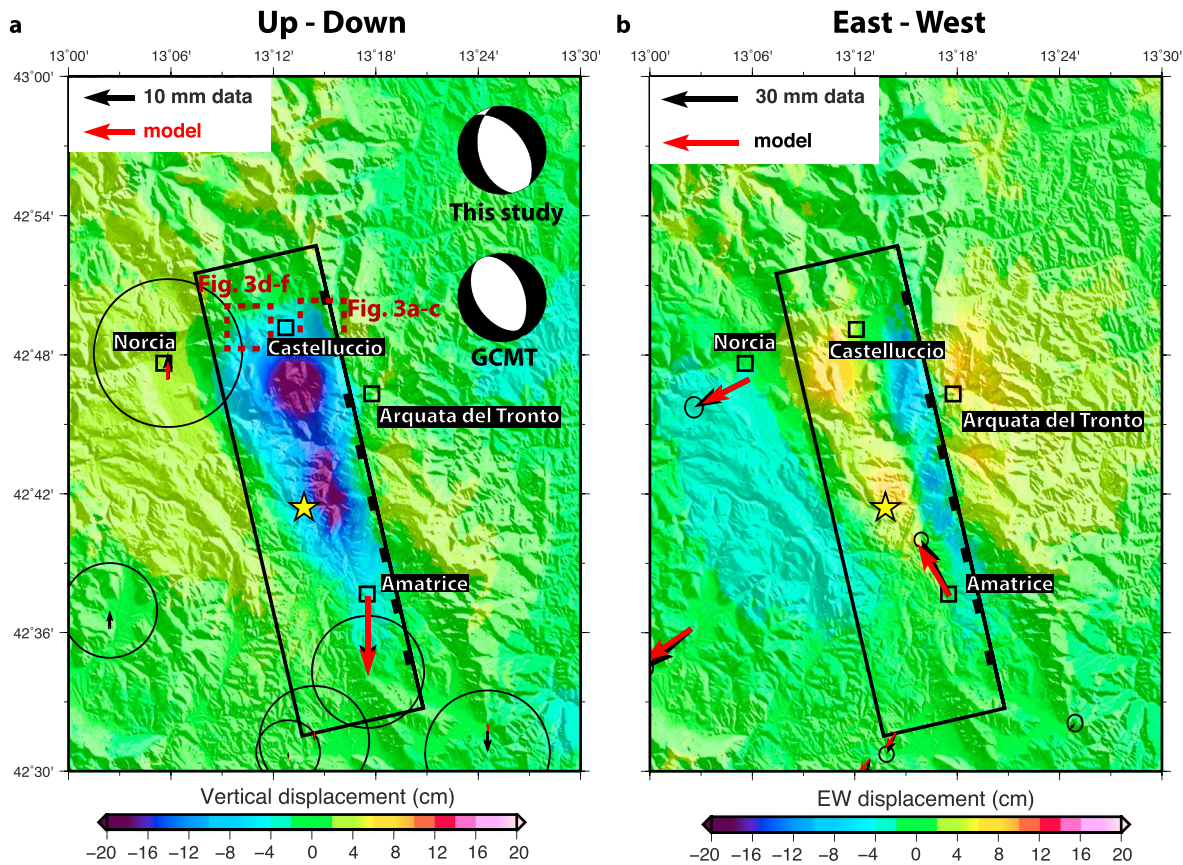 a
Up - Down
13°00'
13°06'
13°12'
13°18'
13°24'
13°30'
43°00'
42°54'
42°48'
42°42'
42°36'
42°30'
10 mm data
model
This study
GCMT
Fig. 3d-f
Fig. 3a-c
Norcia
Castelluccio
Arquata del Tronto
Amatrice
Vertical displacement (cm)
−20 −16 −12 −8 −4 0 4 8 12 16 20
b
East - West
13°00'
13°06'
13°12'
13°18'
13°24'
13°30'
30 mm data
model
Norcia
Castelluccio
Arquata del Tronto
Amatrice
EW displacement (cm)
−20 −16 −12 −8 −4 0 4 8 12 16 20